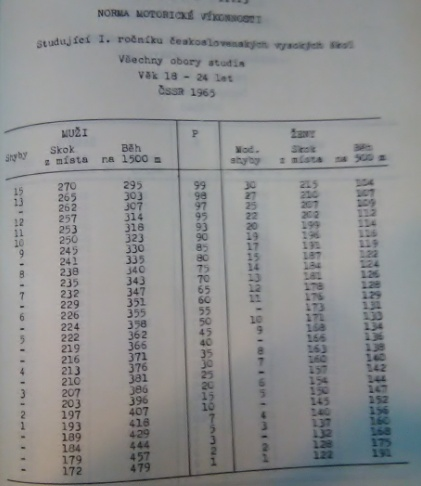 NORMA MOTORICKÉ VÝKONNOSTI
Studující I. ročníku československých vysokých škol
Všechny obory studia
Věk 18 - 24 let
ČSSR 1965
MUŽI P ŽENY
Shyby Skok z místa Běh na 1500 m Mod. shyby Skok z místa Běh na 500 m
15 270 295 99 30 215 104
13 265 303 98 27 210 107
- 262 307 97 25 207 109
12 257 314 95 22 202 112
11 253 318 93 20 199 114
10 250 323 90 19 196 116
9 245 330 85 17 191 119
- 241 335 80 15 187 122
8 238 340 75 14 184 124
- 235 343 70 13 181 126
7 232 347 65 12 178 128
- 229 351 60 11 176 129
6 226 355 55 - 173 131
- 224 358 50 10 171 133
5 222 362 45 9 168 134
- 219 366 40 - 166 136
- 216 371 35 8 163 138
4 213 376 30 7 160 140
- 210 381 25 - 157 142
3 207 386 20 6 154 144
- 203 396 15 5 150 147
2 197 407 10 - 145 152
1 193 418 7 4 140 156
- 189 429 5 3 137 160
- 184 444 3 - 132 168
- 179 457 2 2 128 175
- 172 479 1 1 122 191